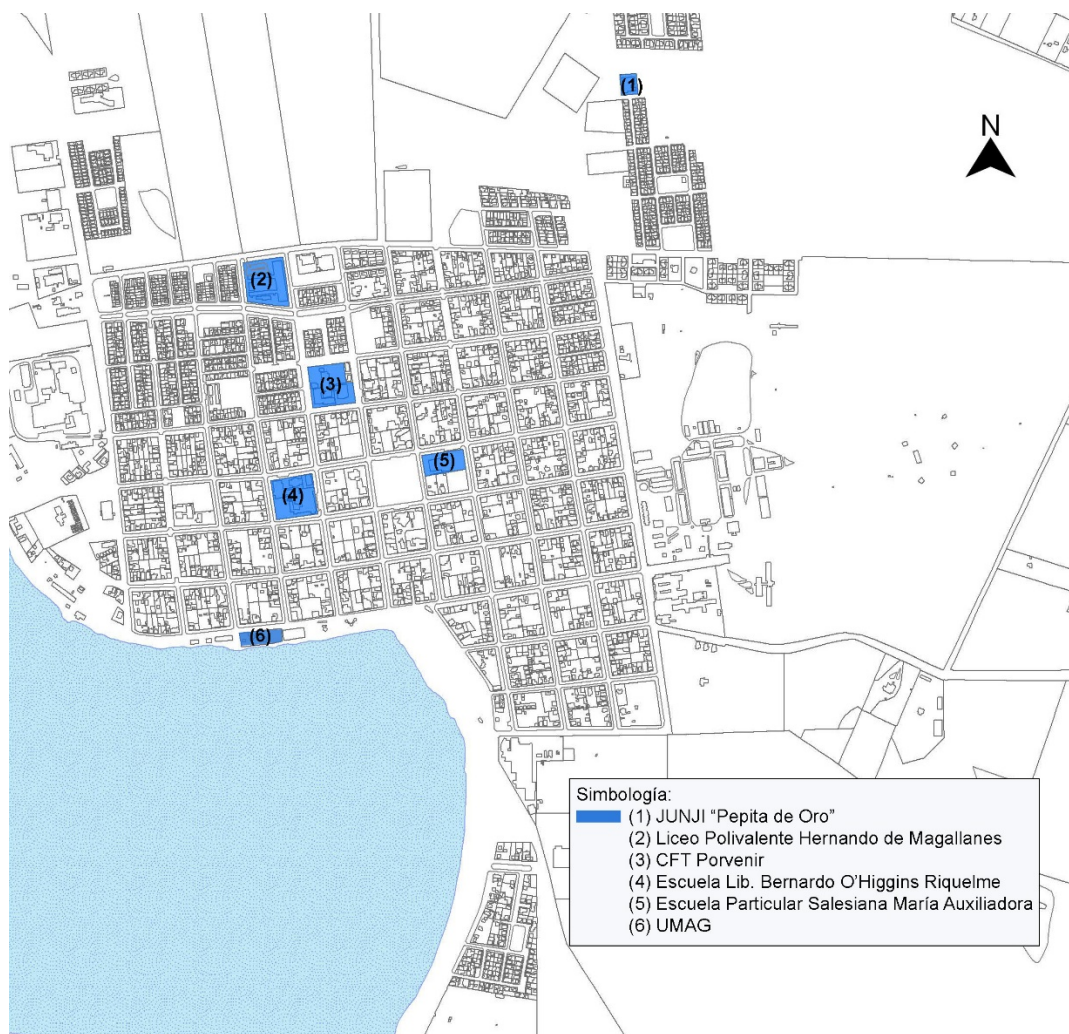 (1)
N
(2)
(3)
(5)
(4)
(6)
Simbología:
(1) JUNJI “Pepita de Oro”
(2) Liceo Polivalente Hernando de Magallanes
(3) CFT Porvenir
(4) Escuela Lib. Bernardo O’Higgins Riquelme
(5) Escuela Particular Salesiana María Auxiliadora
(6) UMAG